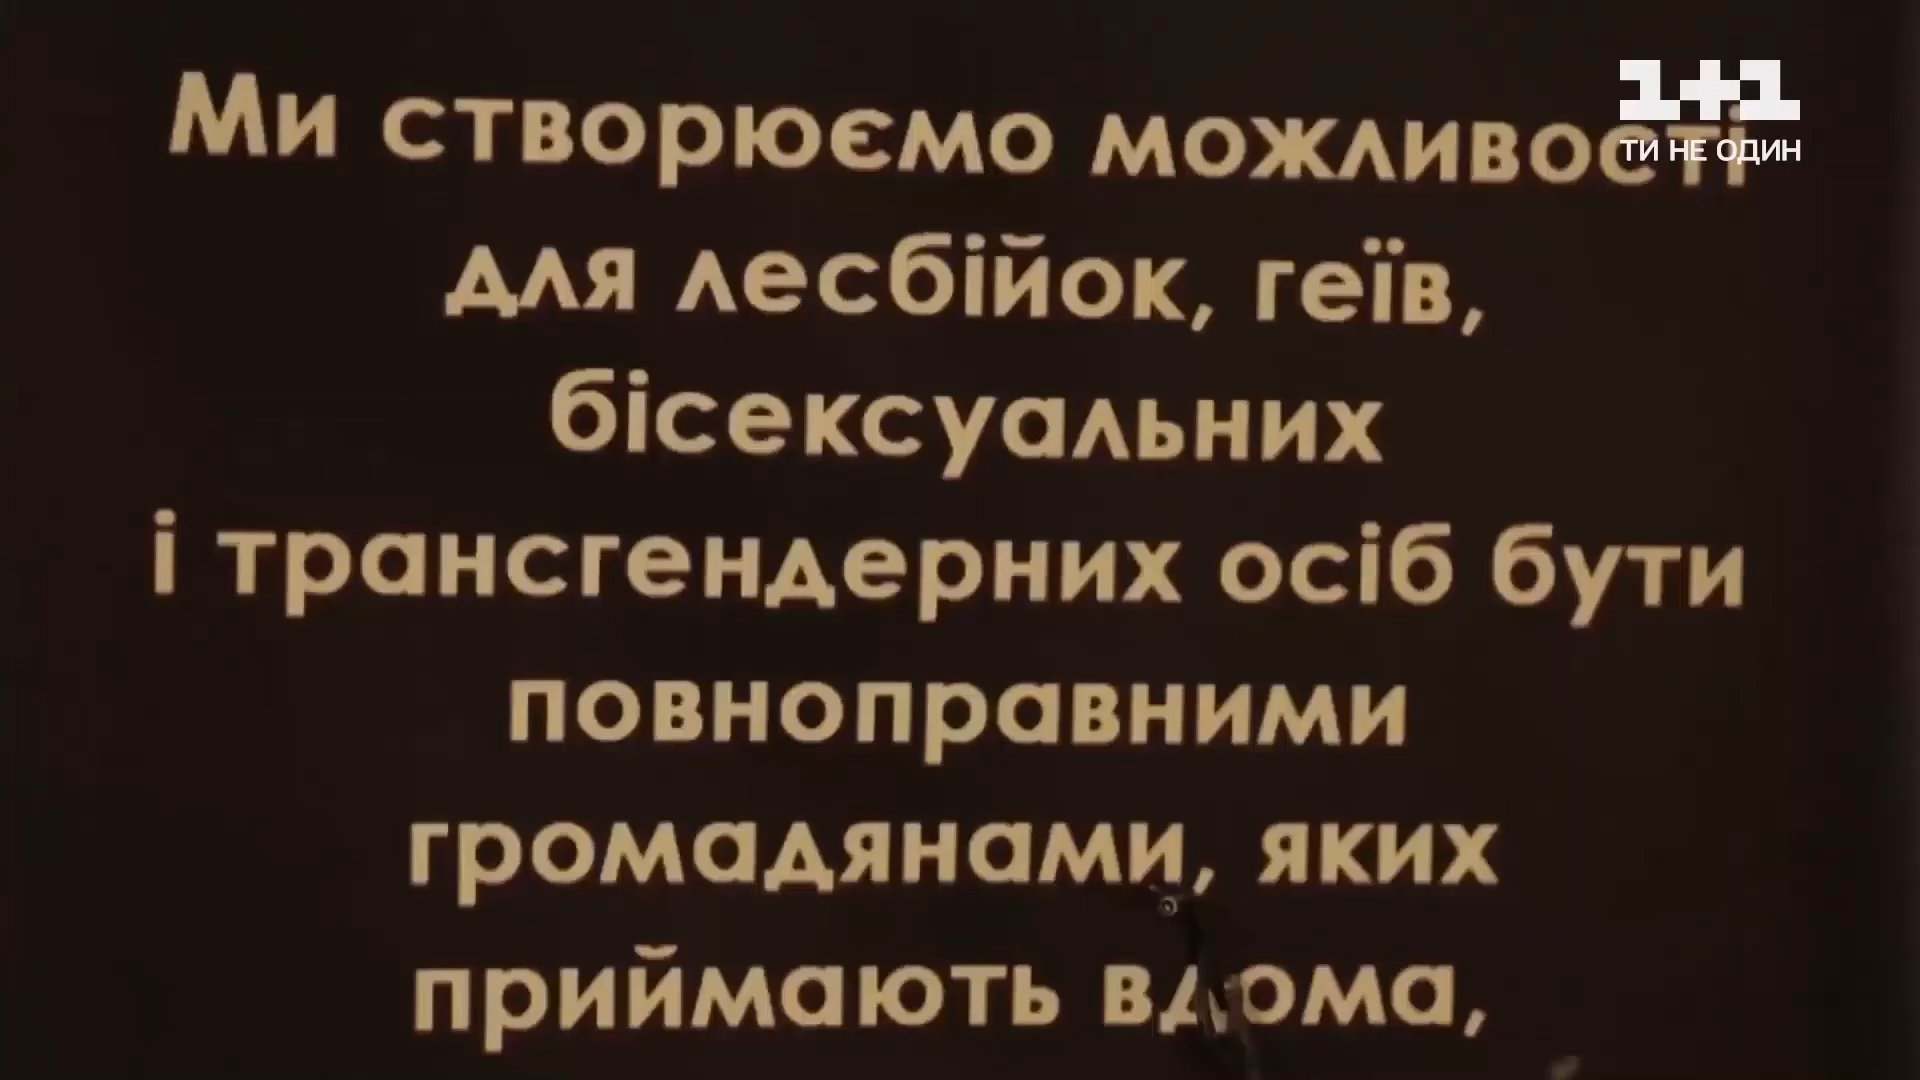 1+1
ТИ НЕ ОДИН
Ми створюємо можливості
для лесбійок, геїв,
бісексуальних
і трансгендерних осіб бути
повноправними
громадянами, яких
приймають вдома,